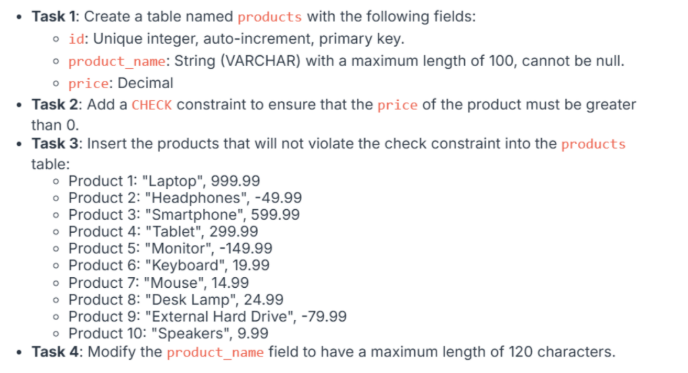 • Task 1: Create a table named products with the following fields:
◦ id: Unique integer, auto-increment, primary key.
◦ product_name: String (VARCHAR) with a maximum length of 100, cannot be null.
◦ price: Decimal
• Task 2: Add a CHECK constraint to ensure that the price of the product must be greater
than 0.
• Task 3: Insert the products that will not violate the check constraint into the products
table:
◦ Product 1: "Laptop", 999.99
◦ Product 2: "Headphones", -49.99
◦ Product 3: "Smartphone", 599.99
◦ Product 4: "Tablet", 299.99
◦ Product 5: "Monitor", -149.99
◦ Product 6: "Keyboard", 19.99
◦ Product 7: "Mouse", 14.99
◦ Product 8: "Desk Lamp", 24.99
◦ Product 9: "External Hard Drive", -79.99
◦ Product 10: "Speakers", 9.99
• Task 4: Modify the product_name field to have a maximum length of 120 characters.